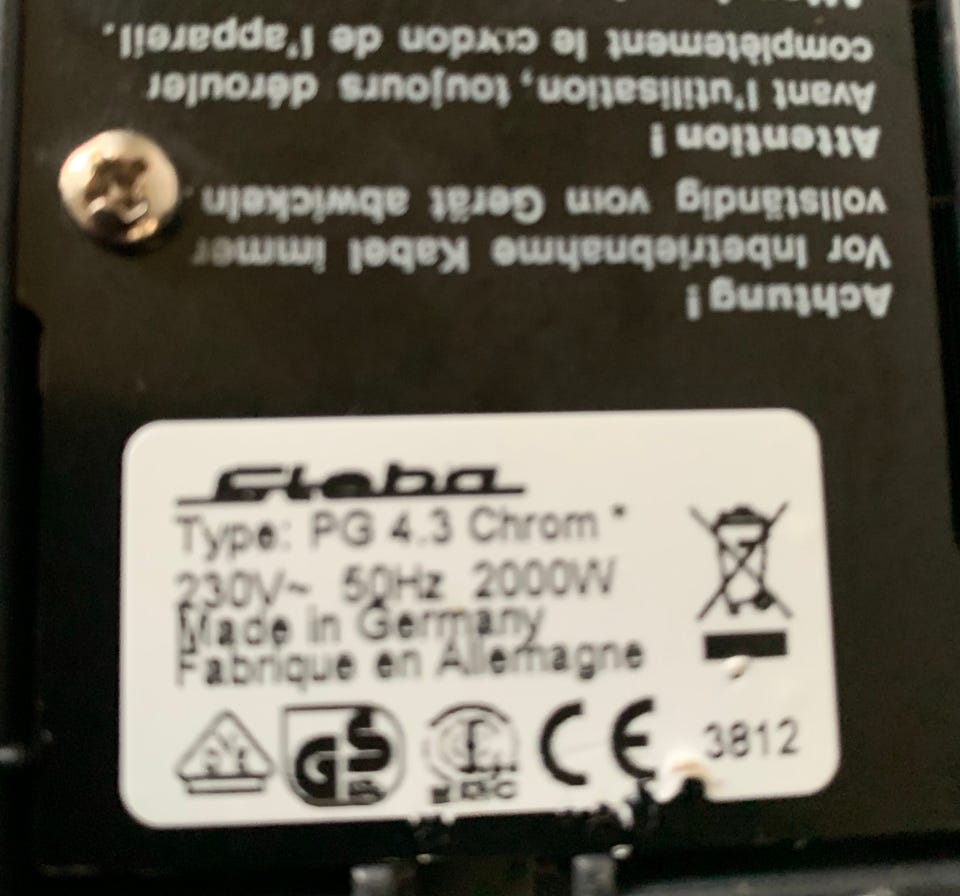 Achtung!
Vor Inbetriebnahme Kabel immer
vollständig vom Gerät abwickeln.
Attention !
Avant l'utilisation, toujours dérouler
complètement le cordon de l'appareil.
Steba
Type: PG 4.3 Chrom *
230V~ 50Hz 2000W
Made in Germany
Fabrique en Allemagne
GS
CE
3812